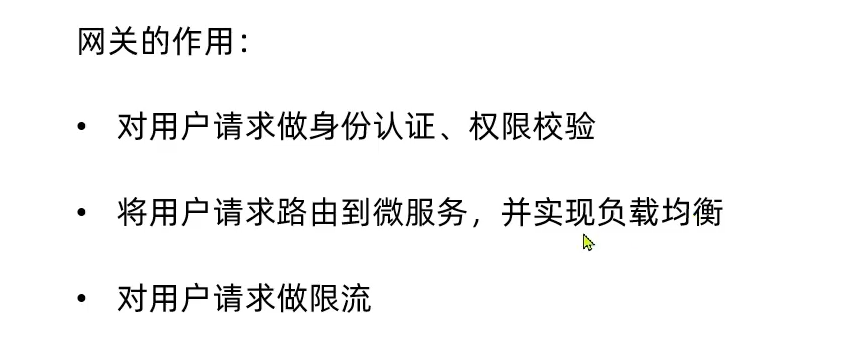 网关的作用：
• 对用户请求做身份认证、权限校验
• 将用户请求路由到微服务，并实现负载均衡
• 对用户请求做限流